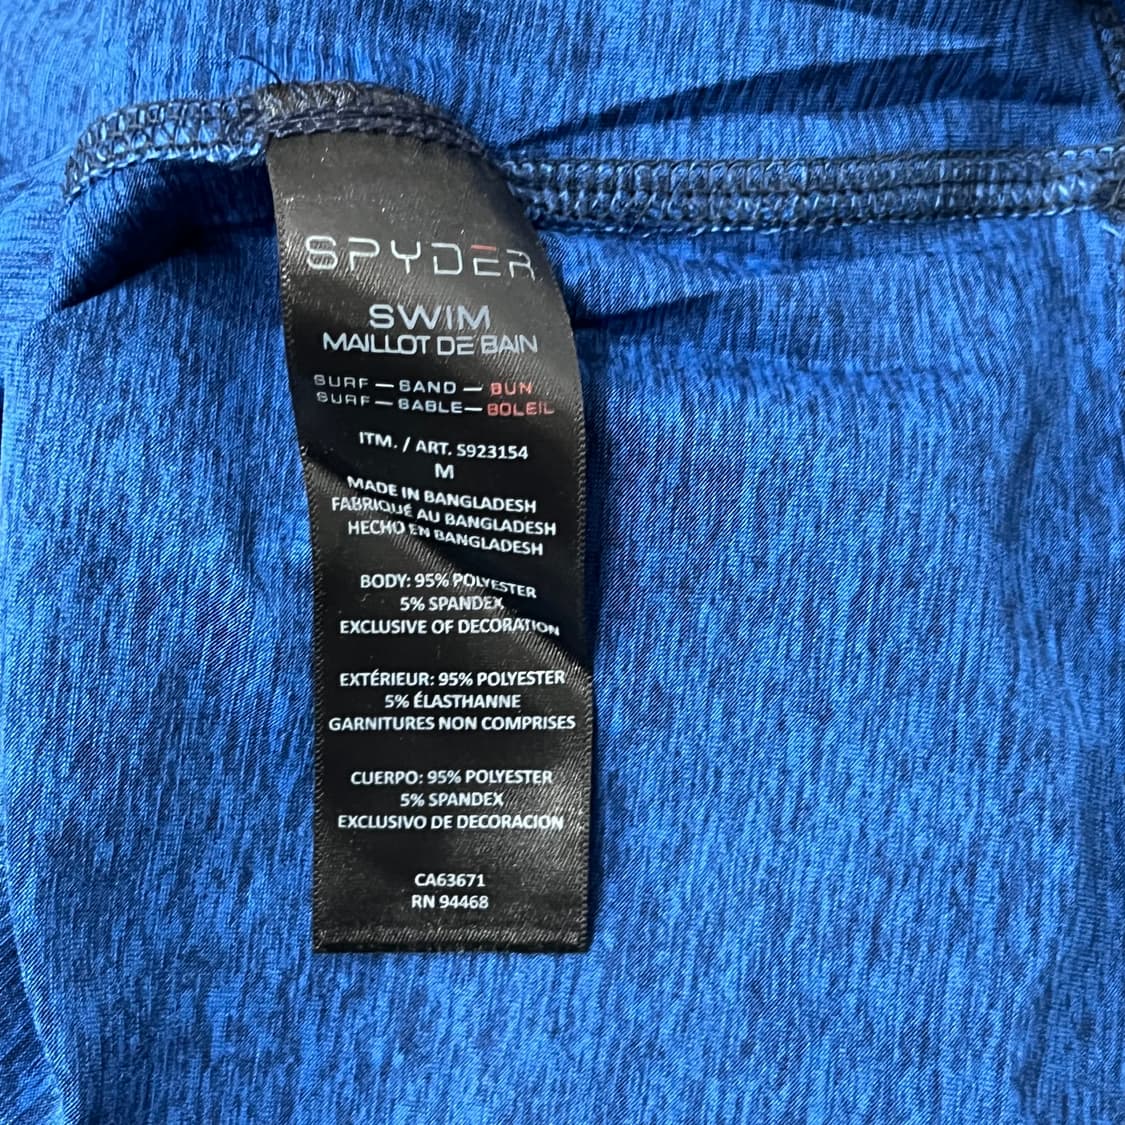 SPYDER
SWIM
MAILLOT DE BAIN
SURF — SAND — SUN
SURF — SABLE — SOLEIL
ITM. / ART. S923154
M
MADE IN BANGLADESH
FABRIQUÉ AU BANGLADESH
HECHO EN BANGLADESH
BODY: 95% POLYESTER
5% SPANDEX
EXCLUSIVE OF DECORATION
EXTÉRIEUR: 95% POLYESTER
5% ÉLASTHANNE
GARNITURES NON COMPRISES
CUERPO: 95% POLYESTER
5% SPANDEX
EXCLUSIVO DE DECORACION
CA63671
RN 94468